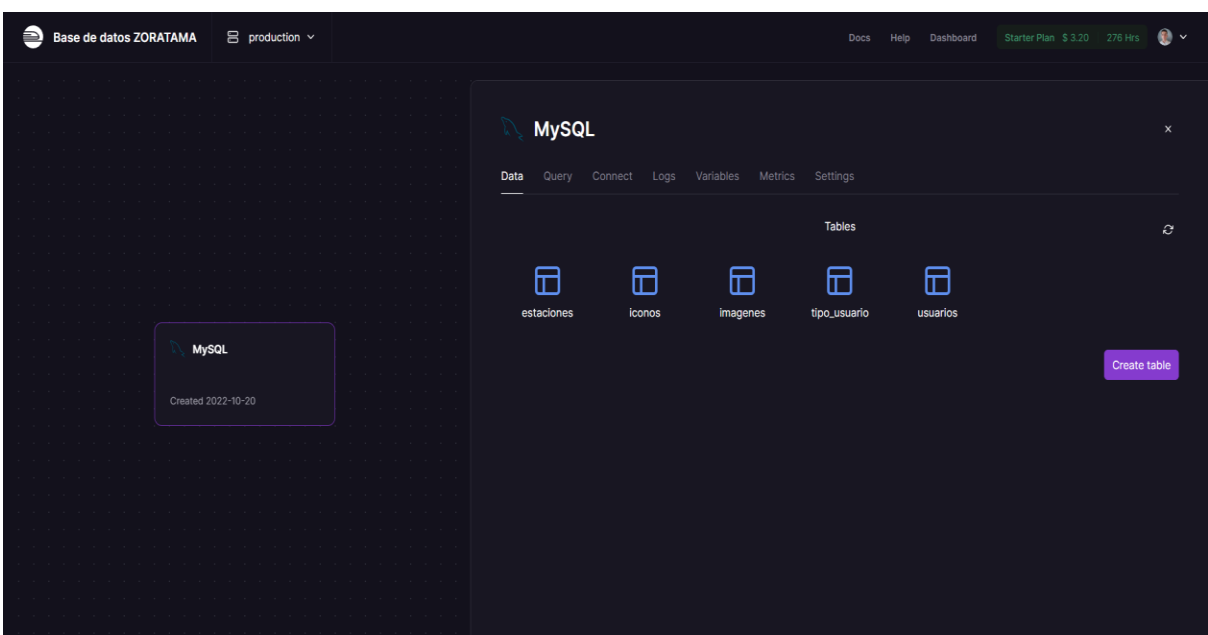 Base de datos ZORATAMA production Docs Help Dashboard Starter Plan $ 3.20 276 Hrs
MySQL x
Data Query Connect Logs Variables Metrics Settings
Tables
estaciones iconos imagenes tipo_usuario usuarios
Create table
MySQL
Created 2022-10-20